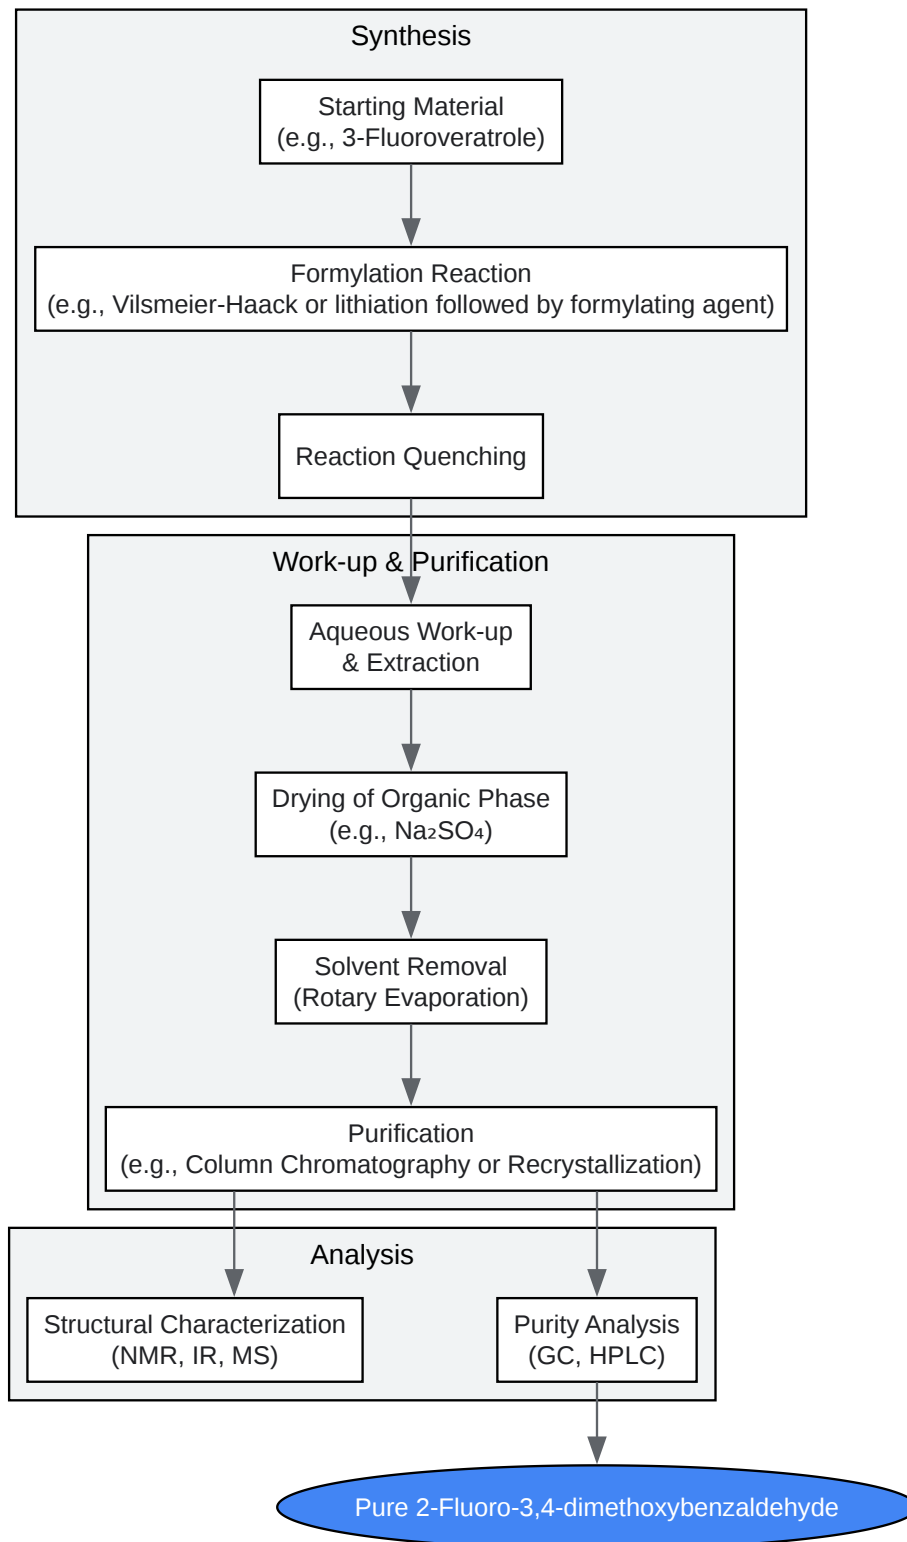 Synthesis
Starting Material
(e.g., 3-Fluoroveratrole)
Formylation Reaction
(e.g., Vilsmeier-Haack or lithiation followed by formylating agent)
Reaction Quenching
Work-up & Purification
Aqueous Work-up
& Extraction
Drying of Organic Phase
(e.g., Na₂SO₄)
Solvent Removal
(Rotary Evaporation)
Purification
(e.g., Column Chromatography or Recrystallization)
Analysis
Structural Characterization
(NMR, IR, MS)
Purity Analysis
(GC, HPLC)
Pure 2-Fluoro-3,4-dimethoxybenzaldehyde